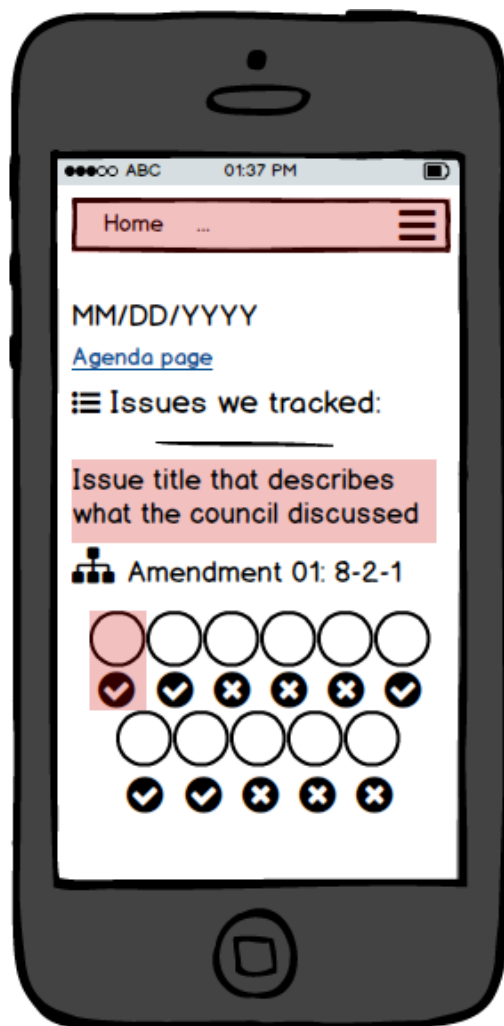 ABC 01:37 PM
Home ...
MM/DD/YYYY
Agenda page
Issues we tracked:
Issue title that describes
what the council discussed
Amendment 01: 8-2-1